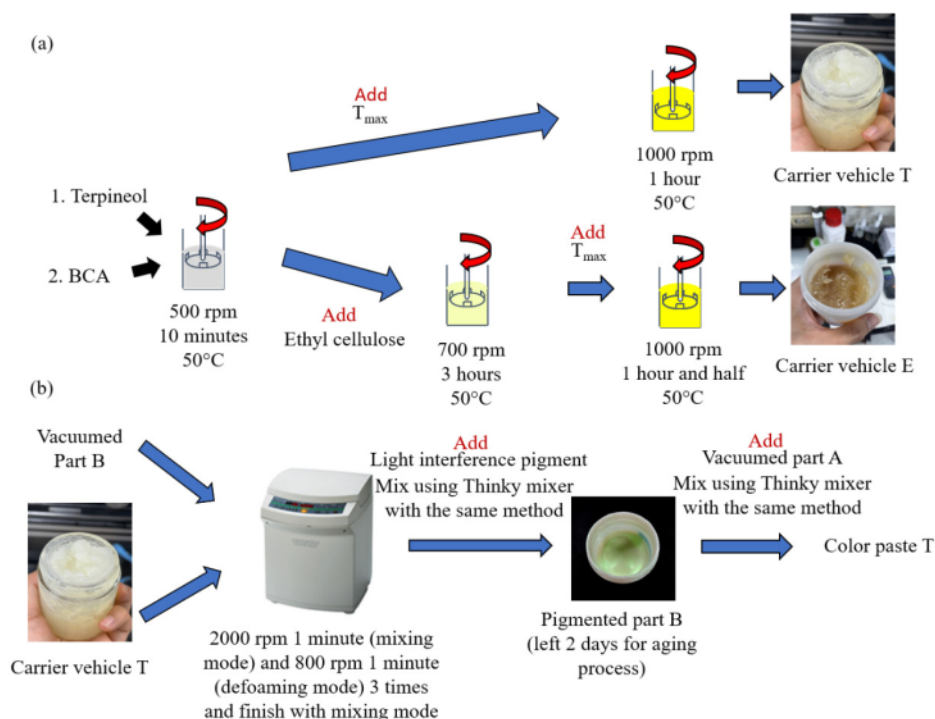 (a)
Add
T_max
1000 rpm
1 hour
50°C
Carrier vehicle T
1. Terpineol
2. BCA
500 rpm
10 minutes
50°C
Add
Ethyl cellulose
700 rpm
3 hours
50°C
Add
T_max
1000 rpm
1 hour and half
50°C
Carrier vehicle E
(b)
Vacuumed
Part B
Carrier vehicle T
2000 rpm 1 minute (mixing
mode) and 800 rpm 1 minute
(defoaming mode) 3 times
and finish with mixing mode
Add
Light interference pigment
Mix using Thinky mixer
with the same method
Pigmented part B
(left 2 days for aging
process)
Add
Vacuumed part A
Mix using Thinky mixer
with the same method
Color paste T